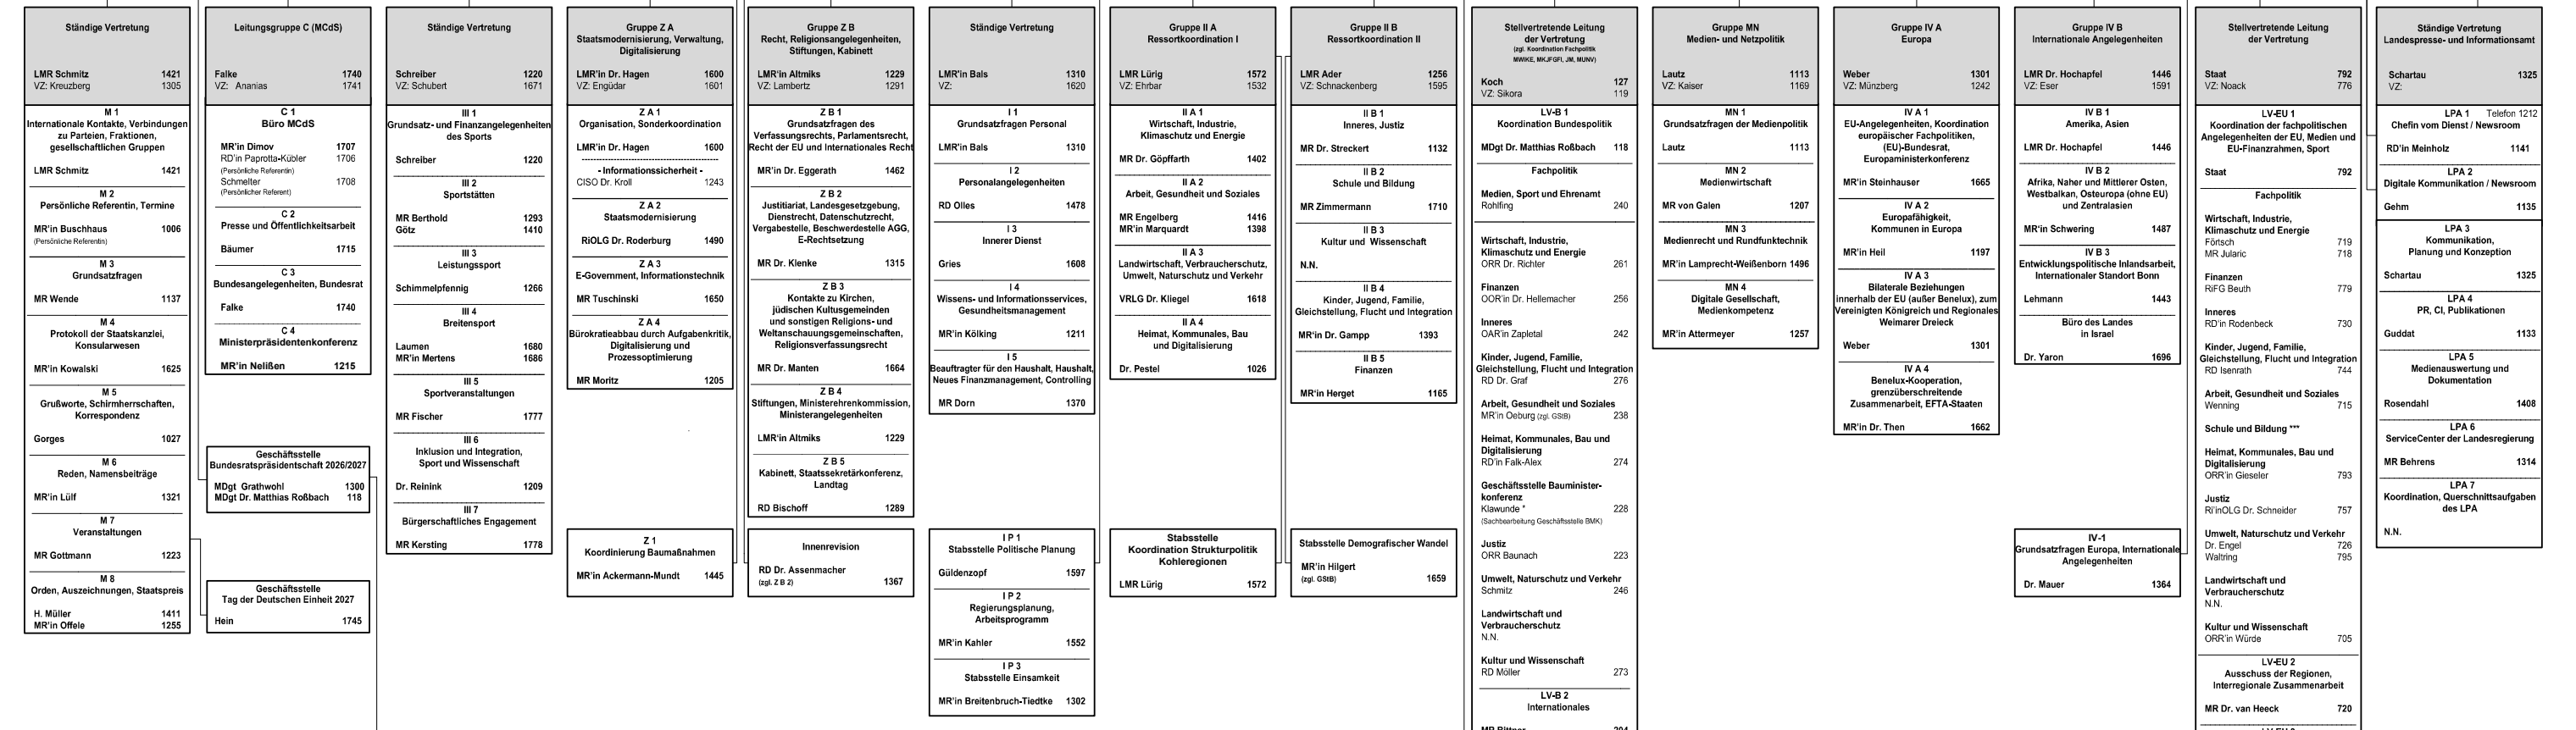 Ständige Vertretung
LMR Schmitz 1421
VZ: Kreuzberg 1305
M 1
Internationale Kontakte, Verbindungen
zu Parteien, Fraktionen,
gesellschaftlichen Gruppen
LMR Schmitz 1421
M 2
Persönliche Referentin, Termine
MR'in Buschhaus 1006
(Persönliche Referentin)
M 3
Grundsatzfragen
MR Wende 1137
M 4
Protokoll der Staatskanzlei,
Konsularwesen
MR'in Kowalski 1625
M 5
Grußworte, Schirmherrschaften,
Korrespondenz
Gorges 1027
M 6
Reden, Namensbeiträge
MR'in Lülf 1321
M 7
Veranstaltungen
MR Gottmann 1223
M 8
Orden, Auszeichnungen, Staatspreis
H. Müller 1411
MR'in Offele 1255
Leitungsgruppe C (MCdS)
Falke 1740
VZ: Ananias 1741
C 1
Büro MCdS
MR'in Dimov 1707
RD'in Paprotta-Kübler 1706
(Persönliche Referentin)
Schmelter 1708
(Persönlicher Referent)
C 2
Presse und Öffentlichkeitsarbeit
Bäumer 1715
C 3
Bundesangelegenheiten, Bundesrat
Falke 1740
C 4
Ministerpräsidentenkonferenz
MR'in Nelißen 1215
Geschäftsstelle
Bundesratspräsidentschaft 2026/2027
MDgt Grathwohl 1300
MDgt Dr. Matthias Roßbach 118
Geschäftsstelle
Tag der Deutschen Einheit 2027
Hein 1745
Ständige Vertretung
Schreiber 1220
VZ: Schubert 1671
III 1
Grundsatz- und Finanzangelegenheiten
des Sports
Schreiber 1220
III 2
Sportstätten
MR Berthold 1293
Götz 1410
III 3
Leistungssport
Schimmelpfennig 1266
III 4
Breitensport
Laumen 1680
MR'in Mertens 1686
III 5
Sportveranstaltungen
MR Fischer 1777
III 6
Inklusion und Integration,
Sport und Wissenschaft
Dr. Reinink 1209
III 7
Bürgerschaftliches Engagement
MR Kersting 1778
Gruppe Z A
Staatsmodernisierung, Verwaltung,
Digitalisierung
LMR'in Dr. Hagen 1600
VZ: Engüdar 1601
Z A 1
Organisation, Sonderkoordination
LMR'in Dr. Hagen 1600
- Informationssicherheit -
CISO Dr. Kroll 1243
Z A 2
Staatsmodernisierung
RiOLG Dr. Roderburg 1490
Z A 3
E-Government, Informationstechnik
MR Tuschinski 1650
Z A 4
Bürokratieabbau durch Aufgabenkritik,
Digitalisierung und
Prozessoptimierung
MR Moritz 1205
Z 1
Koordinierung Baumaßnahmen
MR'in Ackermann-Mundt 1445
Gruppe Z B
Recht, Religionsangelegenheiten,
Stiftungen, Kabinett
LMR'in Altmiks 1229
VZ: Lambertz 1291
Z B 1
Grundsatzfragen des
Verfassungsrechts, Parlamentsrecht,
Recht der EU und Internationales Recht
MR'in Dr. Eggerath 1462
Z B 2
Justitiariat, Landesgesetzgebung,
Dienstrecht, Datenschutzrecht,
Vergabestelle, Beschwerdestelle AGG,
E-Rechtsetzung
MR Dr. Klenke 1315
Z B 3
Kontakte zu Kirchen,
jüdischen Kultusgemeinden
und sonstigen Religions- und
Weltanschauungsgemeinschaften,
Religionsverfassungsrecht
MR Dr. Manten 1664
Z B 4
Stiftungen, Ministerehrenkommission,
Ministerangelegenheiten
LMR'in Altmiks 1229
Z B 5
Kabinett, Staatssekretärkonferenz,
Landtag
RD Bischoff 1289
Innenrevision
RD Dr. Assenmacher
(zgl. Z B 2) 1367
Ständige Vertretung
LMR'in Bals 1310
VZ: 1620
I 1
Grundsatzfragen Personal
LMR'in Bals 1310
I 2
Personalangelegenheiten
RD Olles 1478
I 3
Innerer Dienst
Gries 1608
I 4
Wissens- und Informationsservices,
Gesundheitsmanagement
MR'in Kölking 1211
I 5
Beauftragter für den Haushalt, Haushalt,
Neues Finanzmanagement, Controlling
MR Dorn 1370
I P 1
Stabsstelle Politische Planung
Güldenzopf 1597
I P 2
Regierungsplanung,
Arbeitsprogramm
MR'in Kahler 1552
I P 3
Stabsstelle Einsamkeit
MR'in Breitenbruch-Tiedtke 1302
Gruppe II A
Ressortkoordination I
LMR Lürig 1572
VZ: Ehrbar 1532
II A 1
Wirtschaft, Industrie,
Klimaschutz und Energie
MR Dr. Göpffarth 1402
II A 2
Arbeit, Gesundheit und Soziales
MR Engelberg 1416
MR'in Marquardt 1398
II A 3
Landwirtschaft, Verbraucherschutz,
Umwelt, Naturschutz und Verkehr
VRLG Dr. Kliegel 1618
II A 4
Heimat, Kommunales, Bau
und Digitalisierung
Dr. Pestel 1026
Stabsstelle
Koordination Strukturpolitik
Kohleregionen
LMR Lürig 1572
Gruppe II B
Ressortkoordination II
LMR Ader 1256
VZ: Schnackenberg 1595
II B 1
Inneres, Justiz
MR Dr. Streckert 1132
II B 2
Schule und Bildung
MR Zimmermann 1710
II B 3
Kultur und Wissenschaft
N.N.
II B 4
Kinder, Jugend, Familie,
Gleichstellung, Flucht und Integration
MR'in Dr. Gampp 1393
II B 5
Finanzen
MR'in Herget 1165
Stabsstelle Demografischer Wandel
MR'in Hilgert
(zgl. GStB) 1659
Stellvertretende Leitung
der Vertretung
(zgl. Koordination Fachpolitik
MWIKE, MKJFGFI, JM, MUNV)
Koch 127
VZ: Sikora 119
LV-B 1
Koordination Bundespolitik
MDgt Dr. Matthias Roßbach 118
Fachpolitik
Medien, Sport und Ehrenamt
Rohlfing 240
Wirtschaft, Industrie,
Klimaschutz und Energie
ORR Dr. Richter 261
Finanzen
OOR'in Dr. Hellemacher 256
Inneres
OAR'in Zapletal 242
Kinder, Jugend, Familie,
Gleichstellung, Flucht und Integration
RD Dr. Graf 276
Arbeit, Gesundheit und Soziales
MR'in Oeburg (zgl. GStB) 238
Heimat, Kommunales, Bau und
Digitalisierung
RD'in Falk-Alex 274
Geschäftsstelle Bauminister-
konferenz
Klawunde * 228
(Sachbearbeitung Geschäftsstelle BMK)
Justiz
ORR Baunach 223
Umwelt, Naturschutz und Verkehr
Schmitz 246
Landwirtschaft und
Verbraucherschutz
N.N.
Kultur und Wissenschaft
RD Möller 273
LV-B 2
Internationales
Gruppe MN
Medien- und Netzpolitik
Lautz 1113
VZ: Kaiser 1169
MN 1
Grundsatzfragen der Medienpolitik
Lautz 1113
MN 2
Medienwirtschaft
MR von Galen 1207
MN 3
Medienrecht und Rundfunktechnik
MR'in Lamprecht-Weißenborn 1496
MN 4
Digitale Gesellschaft,
Medienkompetenz
MR'in Attermeyer 1257
Gruppe IV A
Europa
Weber 1301
VZ: Münzberg 1242
IV A 1
EU-Angelegenheiten, Koordination
europäischer Fachpolitiken,
(EU)-Bundesrat,
Europaministerkonferenz
MR'in Steinhauser 1665
IV A 2
Europafähigkeit,
Kommunen in Europa
MR'in Heil 1197
IV A 3
Bilaterale Beziehungen
innerhalb der EU (außer Benelux), zum
Vereinigten Königreich und Regionales
Weimarer Dreieck
Weber 1301
IV A 4
Benelux-Kooperation,
grenzüberschreitende
Zusammenarbeit, EFTA-Staaten
MR'in Dr. Then 1662
Gruppe IV B
Internationale Angelegenheiten
LMR Dr. Hochapfel 1446
VZ: Eser 1591
IV B 1
Amerika, Asien
LMR Dr. Hochapfel 1446
IV B 2
Afrika, Naher und Mittlerer Osten,
Westbalkan, Osteuropa (ohne EU)
und Zentralasien
MR'in Schwering 1487
IV B 3
Entwicklungspolitische Inlandsarbeit,
Internationaler Standort Bonn
Lehmann 1443
Büro des Landes
in Israel
Dr. Yaron 1696
IV-1
Grundsatzfragen Europa, Internationale
Angelegenheiten
Dr. Mauer 1364
Stellvertretende Leitung
der Vertretung
Staat 792
VZ: Noack 776
LV-EU 1
Koordination der fachpolitischen
Angelegenheiten der EU, Medien und
EU-Finanzrahmen, Sport
Staat 792
Fachpolitik
Wirtschaft, Industrie,
Klimaschutz und Energie
Förtsch 719
MR Jularic 718
Finanzen
RiFG Beuth 779
Inneres
RD'in Rodenbeck 730
Kinder, Jugend, Familie,
Gleichstellung, Flucht und Integration
RD Isenrath 744
Arbeit, Gesundheit und Soziales
Wenning 715
Schule und Bildung ***
Heimat, Kommunales, Bau und
Digitalisierung
ORR'in Gieseler 793
Justiz
Ri'inOLG Dr. Schneider 757
Umwelt, Naturschutz und Verkehr
Dr. Engel 726
Waltring 795
Landwirtschaft und
Verbraucherschutz
N.N.
Kultur und Wissenschaft
ORR'in Würde 705
LV-EU 2
Ausschuss der Regionen,
Interregionale Zusammenarbeit
MR Dr. van Heeck 720
Ständige Vertretung
Landespresse- und Informationsamt
Schartau 1325
VZ:
LPA 1 Telefon 1212
Chefin vom Dienst / Newsroom
RD'in Meinholz 1141
LPA 2
Digitale Kommunikation / Newsroom
Gehm 1135
LPA 3
Kommunikation,
Planung und Konzeption
Schartau 1325
LPA 4
PR, CI, Publikationen
Guddat 1133
LPA 5
Medienauswertung und
Dokumentation
Rosendahl 1408
LPA 6
ServiceCenter der Landesregierung
MR Behrens 1314
LPA 7
Koordination, Querschnittsaufgaben
des LPA
N.N.